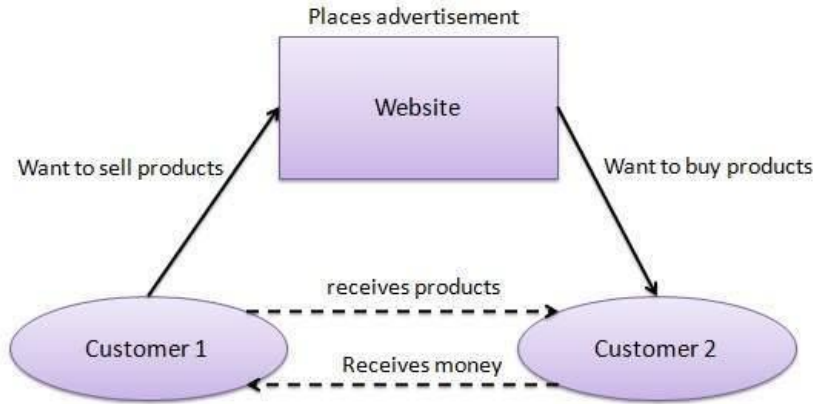 Places advertisement
Website
Want to sell products
Want to buy products
receives products
Customer 1
Customer 2
Receives money